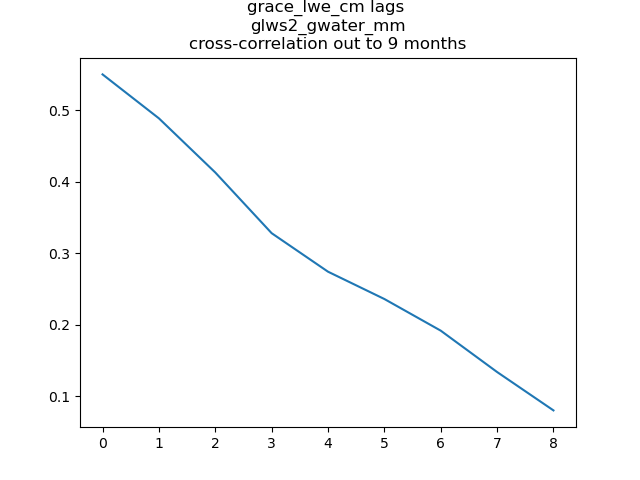 grace_lwe_cm lags
glws2_gwater_mm
cross-correlation out to 9 months
0.5
0.4
0.3
0.2
0.1
0 1 2 3 4 5 6 7 8